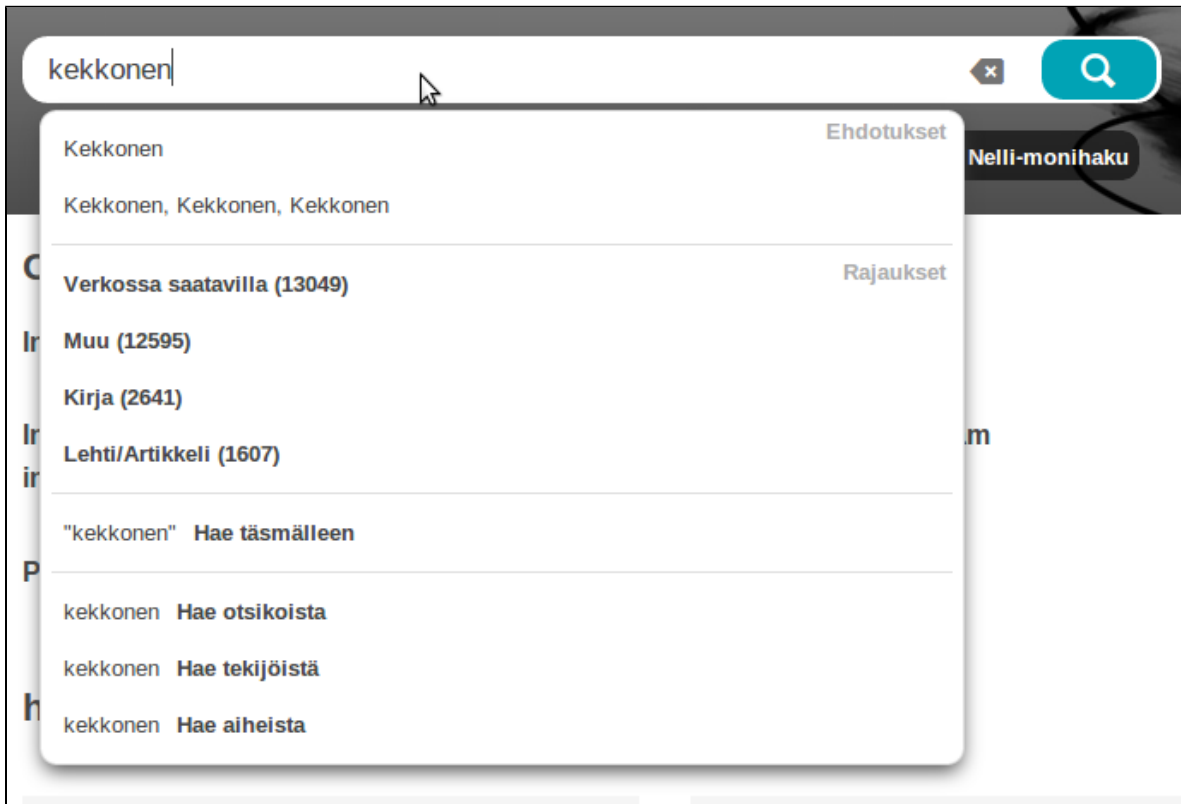 kekkonen
Ehdotukset
Kekkonen
Nelli-monihaku
Kekkonen, Kekkonen, Kekkonen
Rajaukset
Verkossa saatavilla (13049)
Muu (12595)
Kirja (2641)
Lehti/Artikkeli (1607)
"kekkonen" Hae täsmälleen
kekkonen Hae otsikoista
kekkonen Hae tekijöistä
kekkonen Hae aiheista